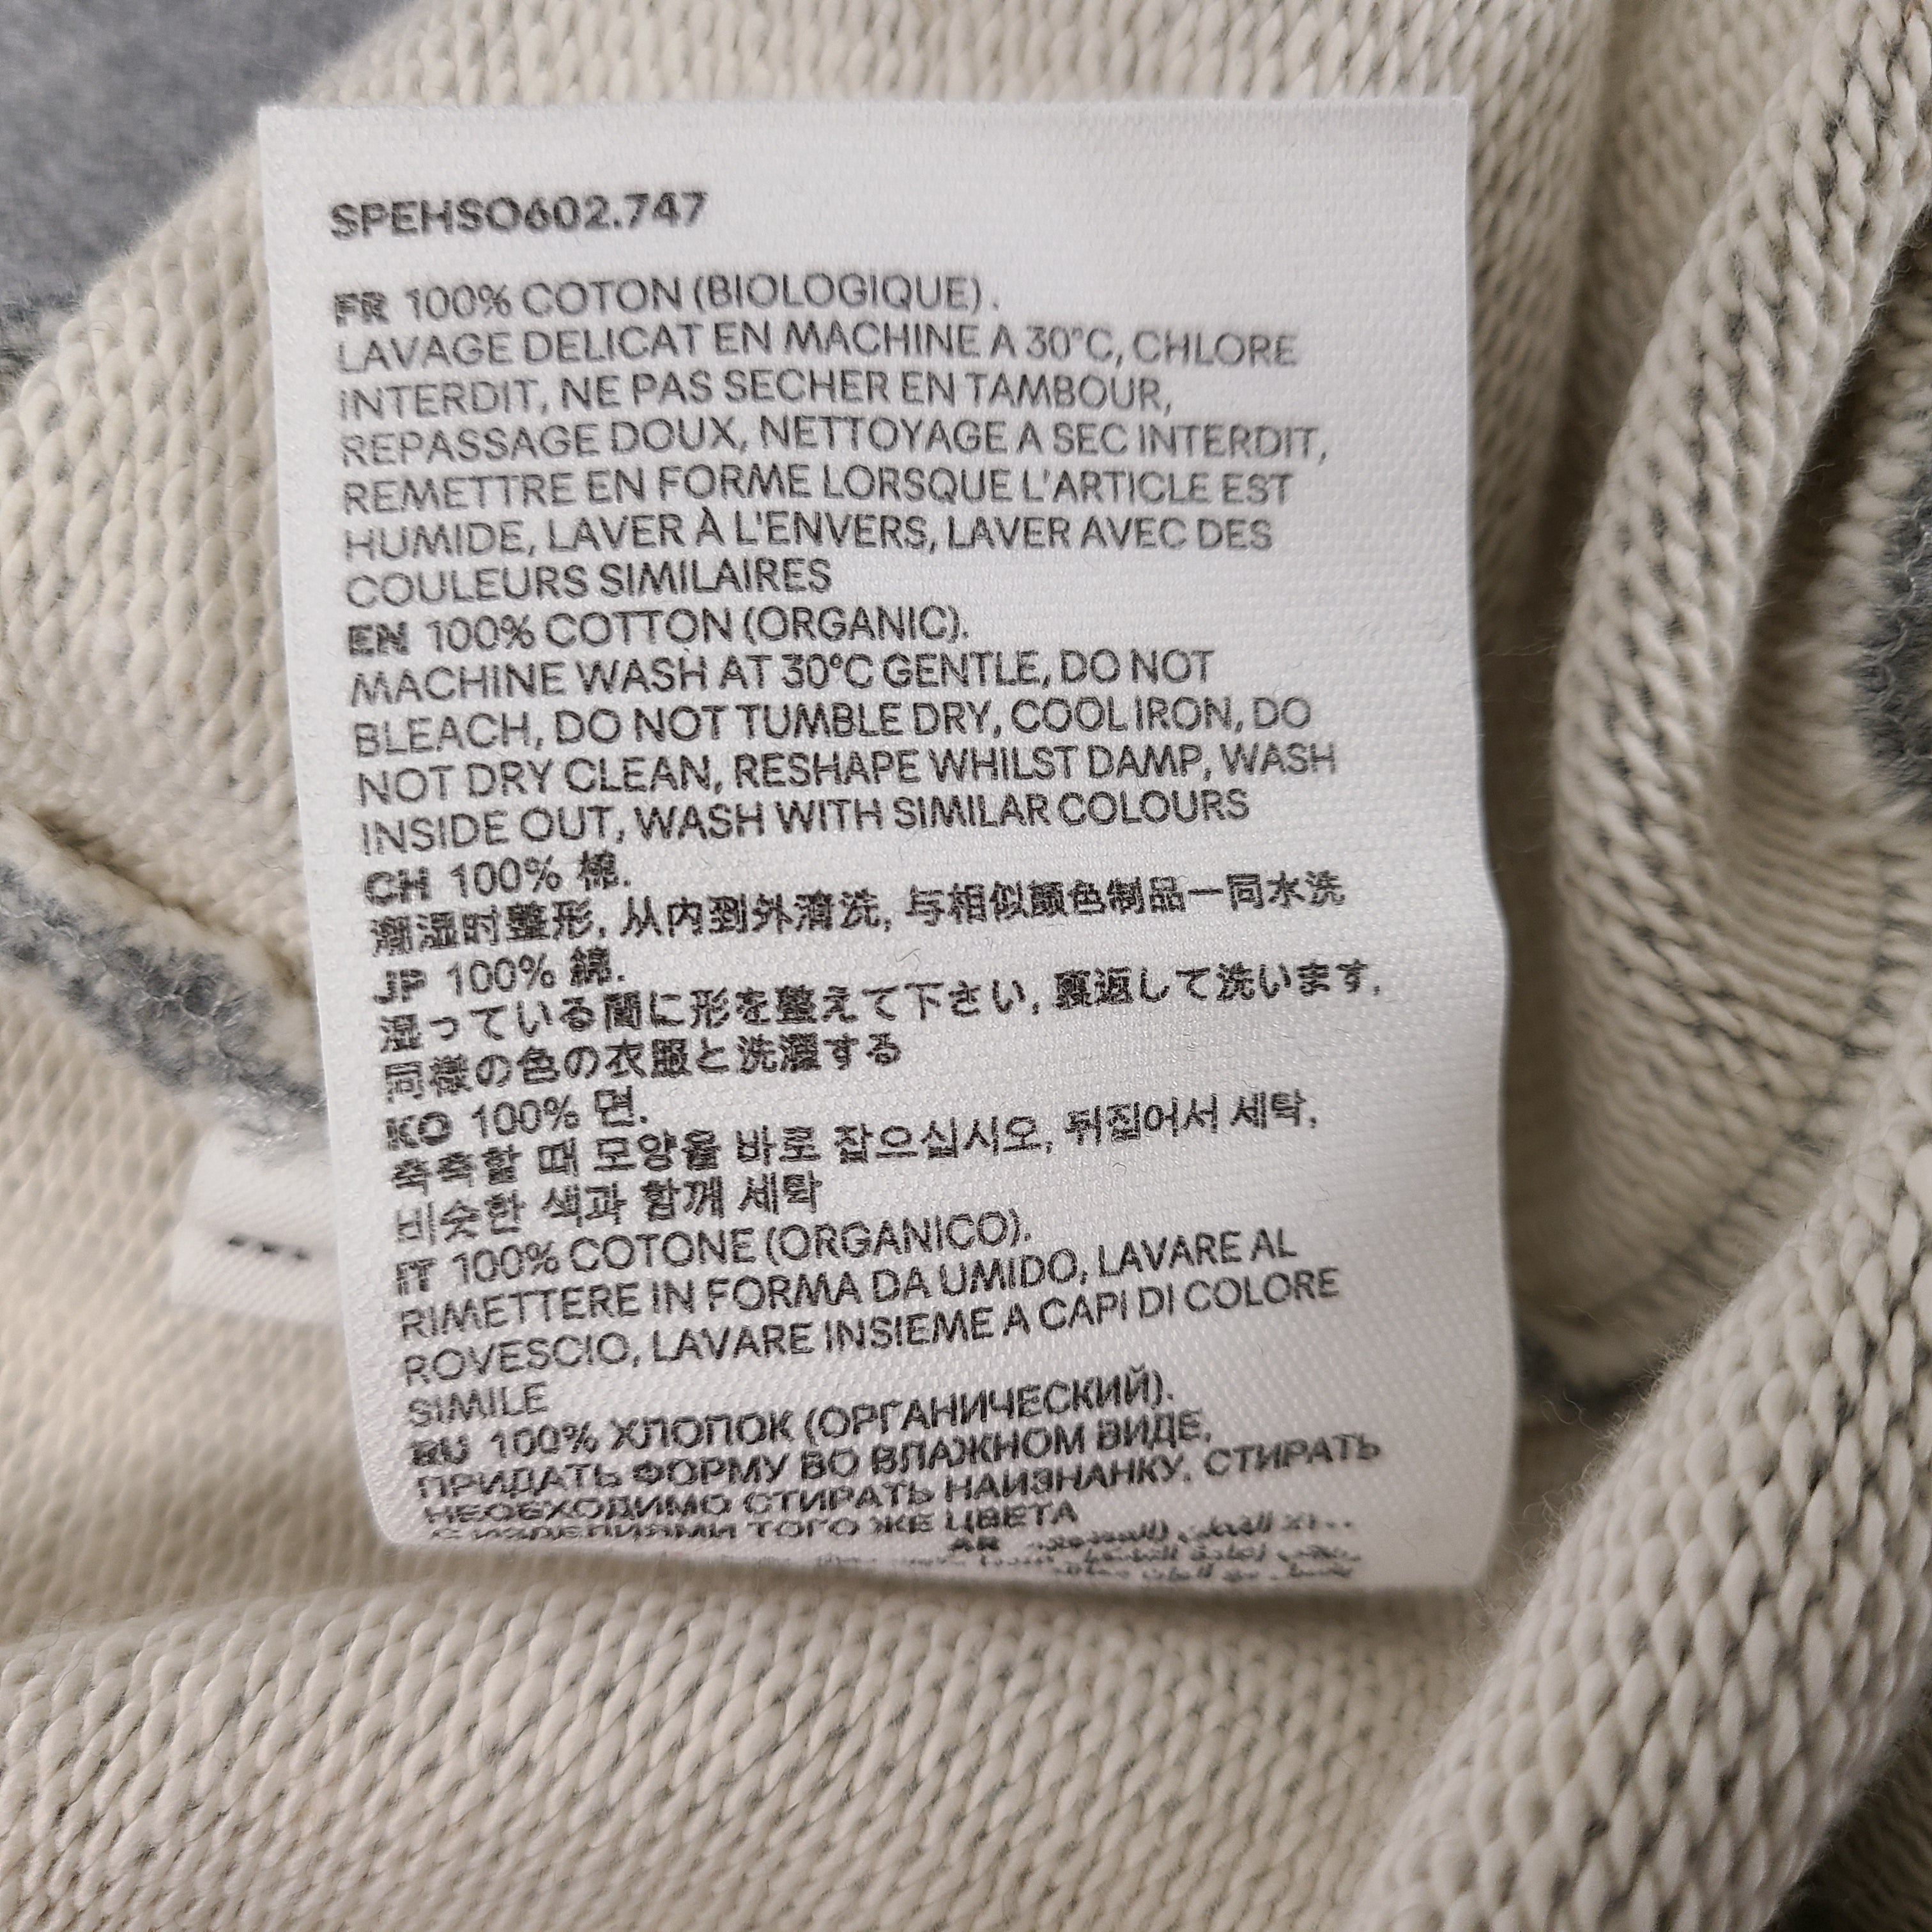 SPEHSO602.747
FR 100% COTON (BIOLOGIQUE).
LAVAGE DELICAT EN MACHINE A 30°C, CHLORE
INTERDIT, NE PAS SECHER EN TAMBOUR,
REPASSAGE DOUX, NETTOYAGE A SEC INTERDIT,
REMETTRE EN FORME LORSQUE L'ARTICLE EST
HUMIDE, LAVER À L'ENVERS, LAVER AVEC DES
COULEURS SIMILAIRES
EN 100% COTTON (ORGANIC).
MACHINE WASH AT 30°C GENTLE, DO NOT
BLEACH, DO NOT TUMBLE DRY, COOL IRON, DO
NOT DRY CLEAN, RESHAPE WHILST DAMP, WASH
INSIDE OUT, WASH WITH SIMILAR COLOURS
CH 100% 棉.
潮湿时整形, 从内到外清洗, 与相似颜色制品一同水洗
JP 100% 綿.
湿っている間に形を整えて下さい, 裏返して洗います,
同様の色の衣服と洗濯する
KO 100% 면.
축축할 때 모양을 바로 잡으십시오, 뒤집어서 세탁,
비슷한 색과 함께 세탁
IT 100% COTONE (ORGANICO).
RIMETTERE IN FORMA DA UMIDO, LAVARE AL
ROVESCIO, LAVARE INSIEME A CAPI DI COLORE
SIMILE
RU 100% ХЛОПОК (ОРГАНИЧЕСКИЙ).
ПРИДАТЬ ФОРМУ ВО ВЛАЖНОМ ВИДЕ,
НЕОБХОДИМО СТИРАТЬ НАИЗНАНКУ, СТИРАТЬ
С ИЗДЕЛИЯМИ ТОГО ЖЕ ЦВЕТА
AR